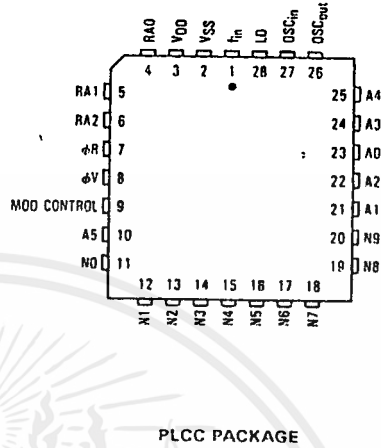 RA0 VDD VSS fin LD OSCin OSCout
4 3 2 1 28 27 26
RA1 5 25 A4
RA2 6 24 A3
ϕR 7 23 A0
ϕV 8 22 A2
MOD CONTROL 9 21 A1
A5 10 20 N9
N0 11 19 N8
12 13 14 15 16 17 18
N1 N2 N3 N4 N5 N6 N7
PLCC PACKAGE